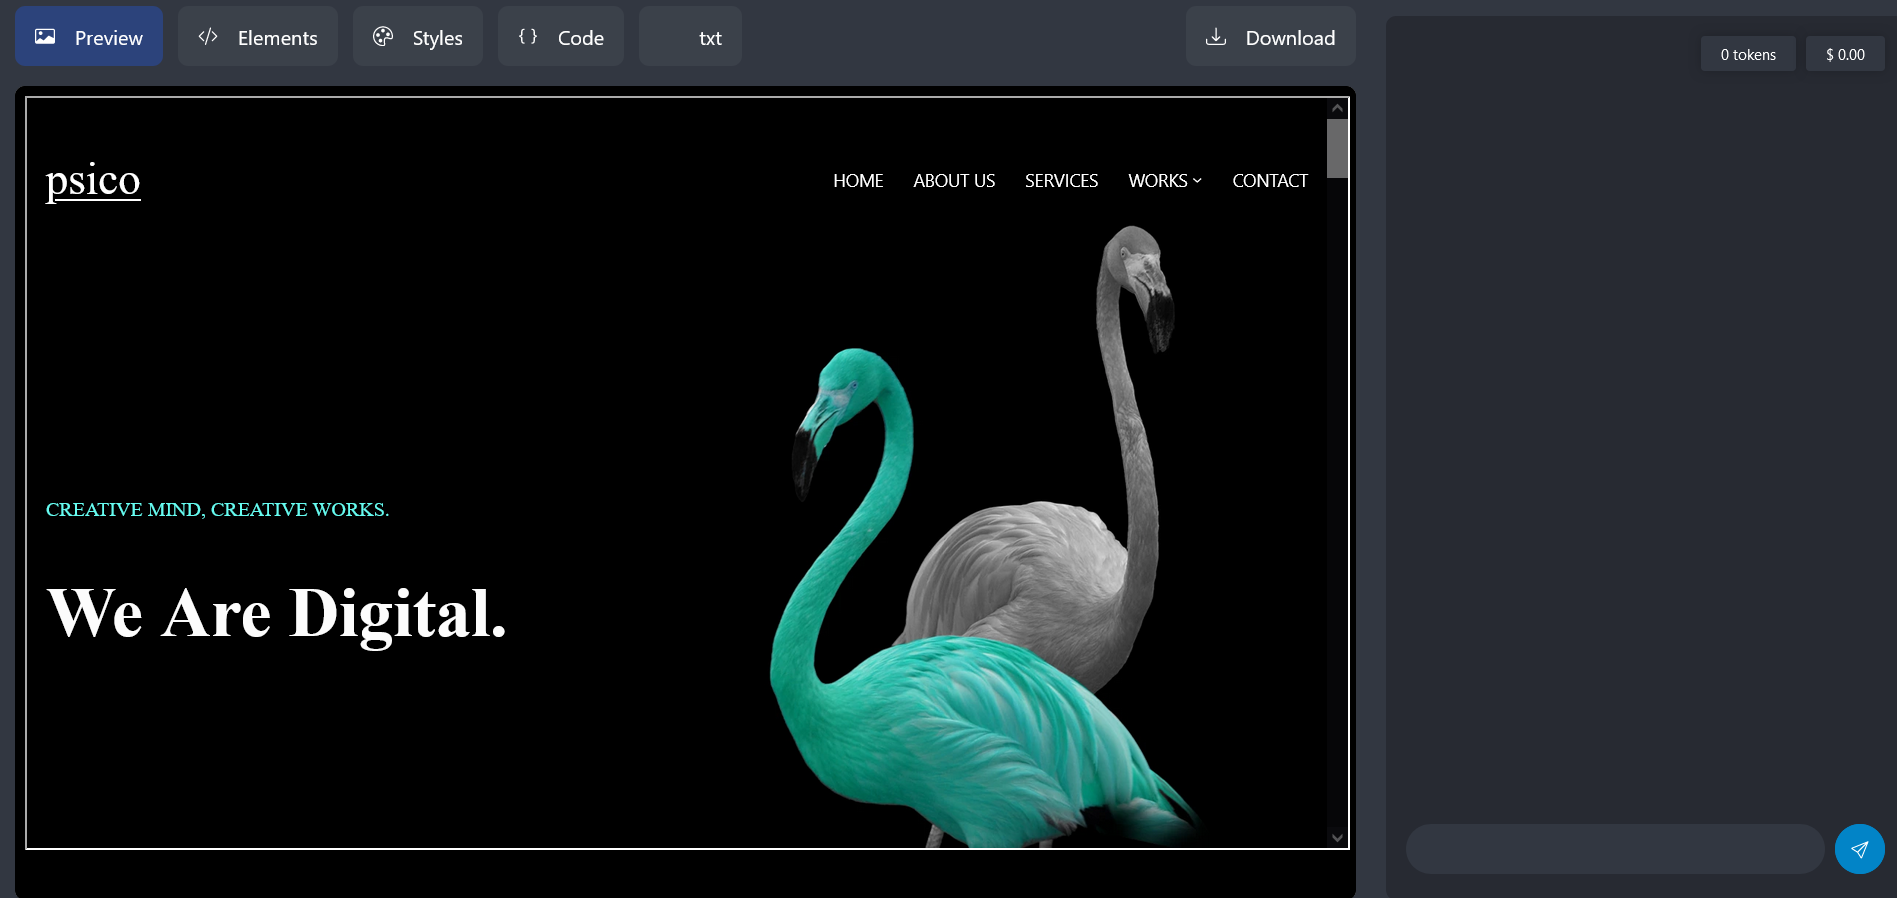 Preview
Elements
Styles
Code
txt
Download
0 tokens
$ 0.00
psico
HOME
ABOUT US
SERVICES
WORKS
CONTACT
CREATIVE MIND, CREATIVE WORKS.
We Are Digital.